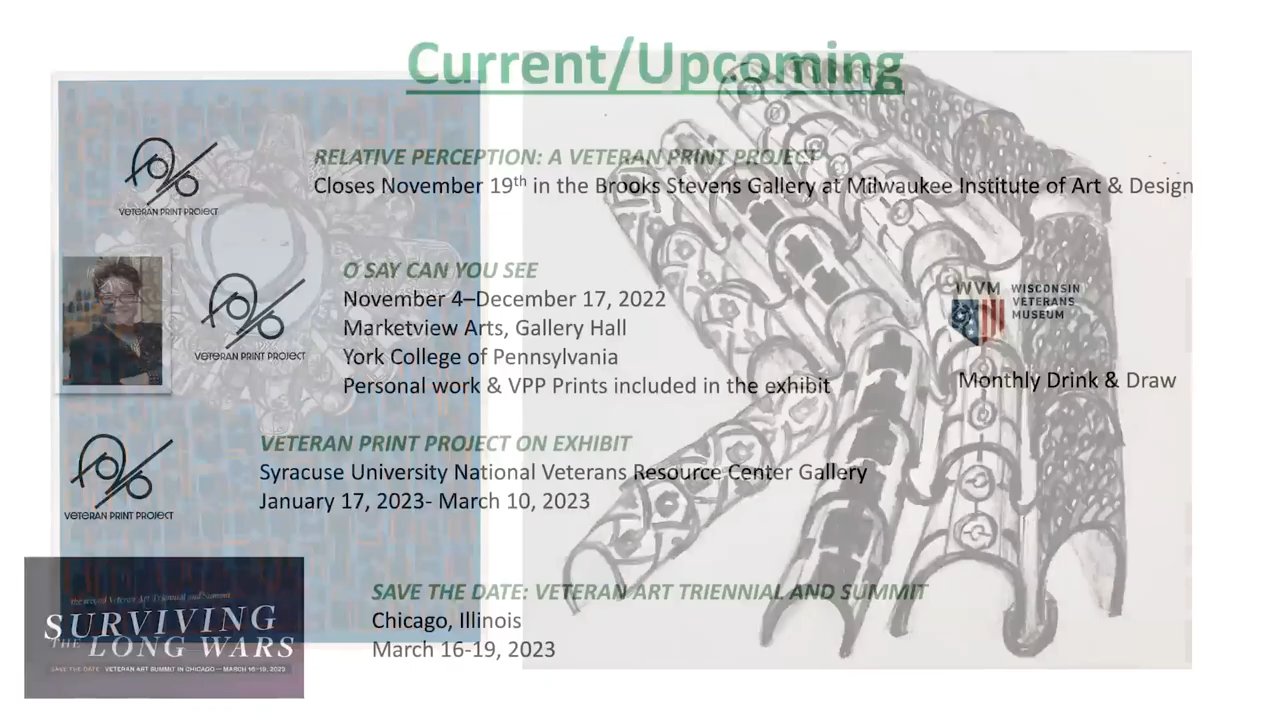 Current/Upcoming
RELATIVE PERCEPTION: A VETERAN PRINT PROJECT
Closes November 19th in the Brooks Stevens Gallery at Milwaukee Institute of Art & Design
VETERAN PRINT PROJECT
O SAY CAN YOU SEE
November 4–December 17, 2022
Marketview Arts, Gallery Hall
York College of Pennsylvania
Personal work & VPP Prints included in the exhibit
VETERAN PRINT PROJECT
WVM
WISCONSIN
VETERANS
MUSEUM
Monthly Drink & Draw
VETERAN PRINT PROJECT ON EXHIBIT
Syracuse University National Veterans Resource Center Gallery
January 17, 2023- March 10, 2023
VETERAN PRINT PROJECT
SAVE THE DATE: VETERAN ART TRIENNIAL AND SUMMIT
Chicago, Illinois
March 16-19, 2023
Veteran Art Triennial and Summit
SURVIVING
THE LONG WARS
SAVE THE DATE VETERAN ART SUMMIT IN CHICAGO — MARCH 16-19, 2023